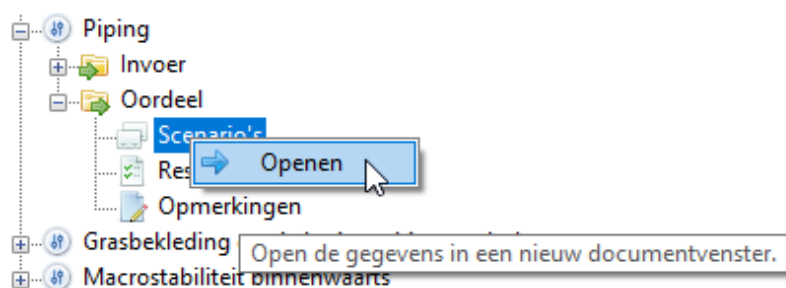 Piping
Invoer
Oordeel
Scenario's
Openen
Res
Opmerkingen
Grasbekleding
Open de gegevens in een nieuw documentvenster.
Macrostabiliteit binnenwaarts